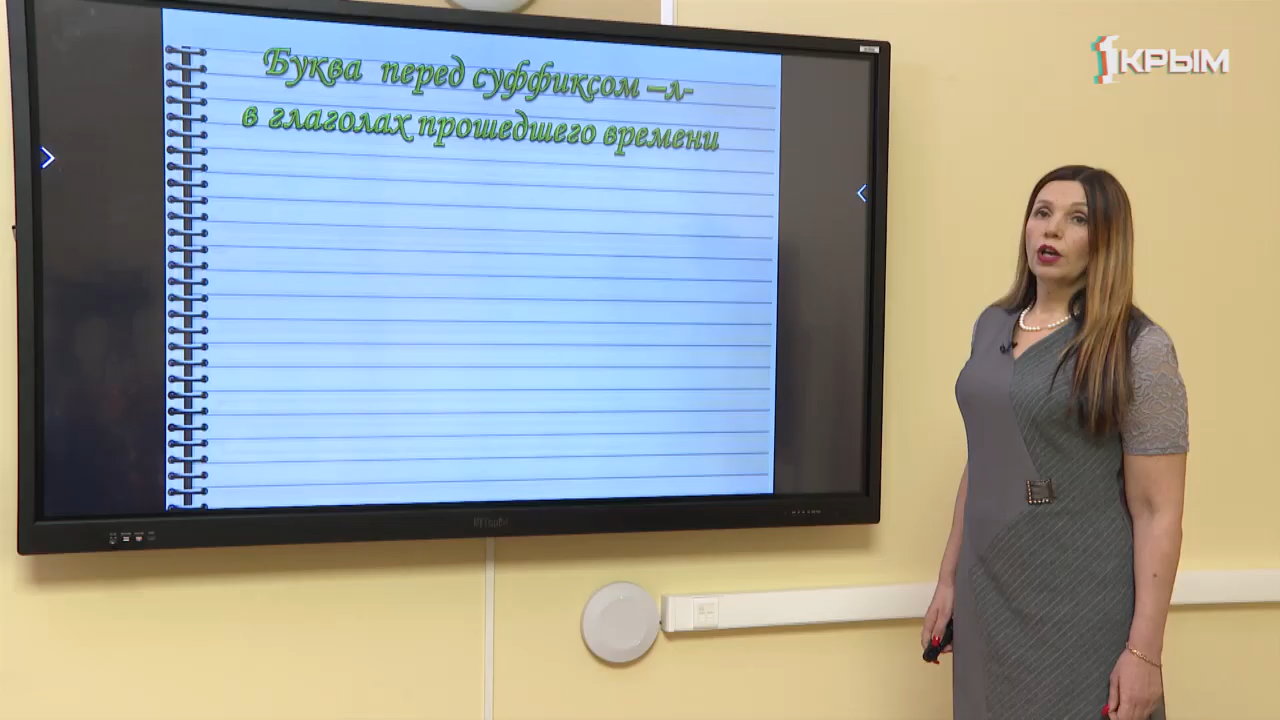 Буква перед суффиксом –л-
в глаголах прошедшего времени
1КРЫМ